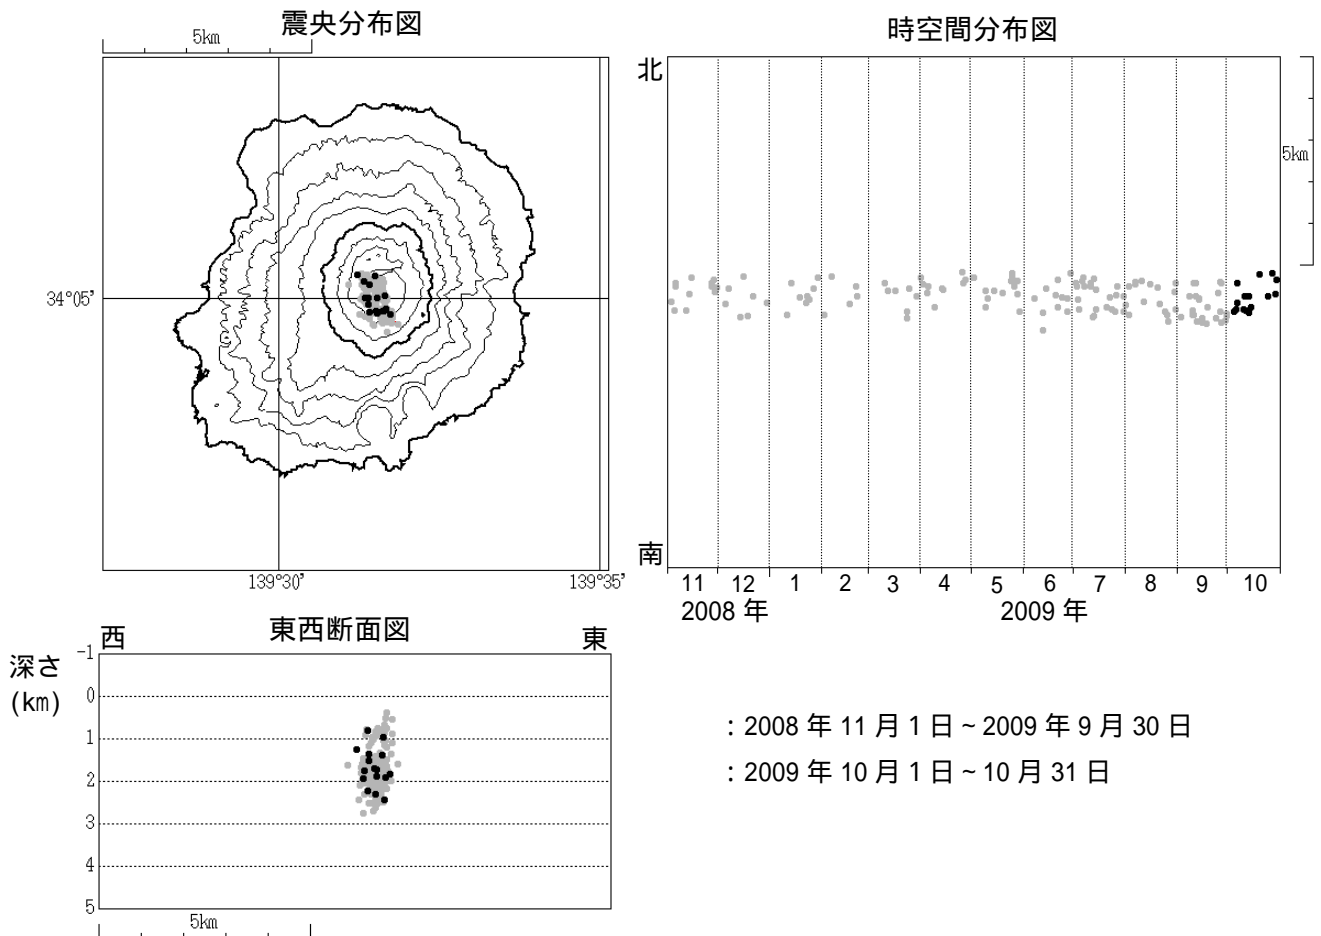 震央分布図
5km
34°05'
139°30'
139°35'
時空間分布図
北
南
5km
11 12 1 2 3 4 5 6 7 8 9 10
2008 年 2009 年
東西断面図
西 東
深さ
(km)
-1
0
1
2
3
4
5
5km
: 2008 年 11 月 1 日 ~ 2009 年 9 月 30 日
: 2009 年 10 月 1 日 ~ 10 月 31 日